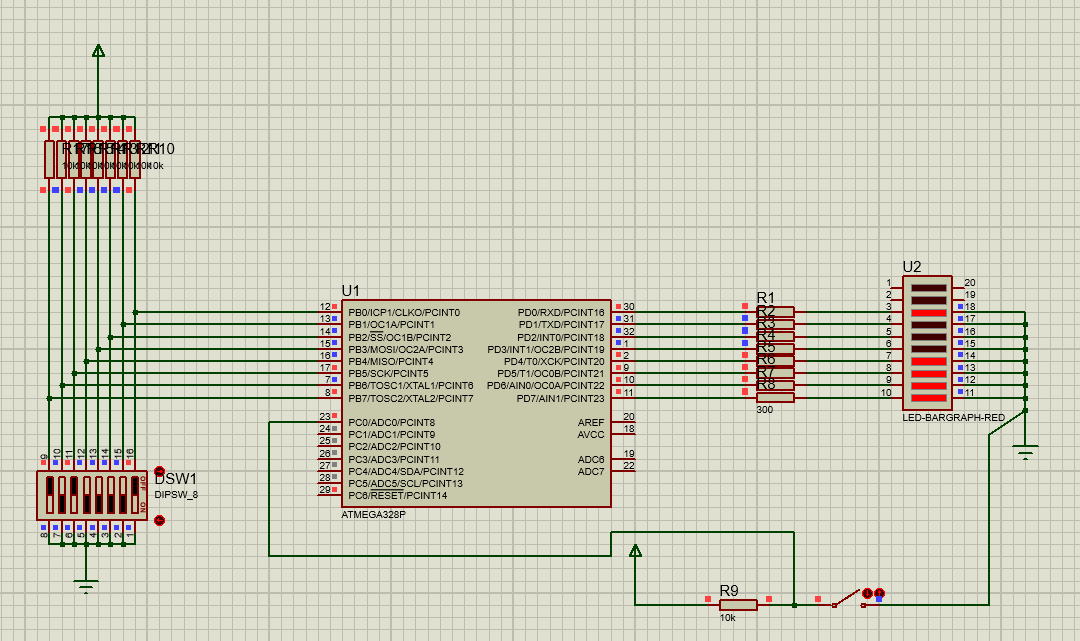 10k
U1
12 PB0/ICP1/CLKO/PCINT0 PD0/RXD/PCINT16 30
13 PB1/OC1A/PCINT1 PD1/TXD/PCINT17 31
14 PB2/SS/OC1B/PCINT2 PD2/INT0/PCINT18 32
15 PB3/MOSI/OC2A/PCINT3 PD3/INT1/OC2B/PCINT19 1
16 PB4/MISO/PCINT4 PD4/T0/XCK/PCINT20 2
17 PB5/SCK/PCINT5 PD5/T1/OC0B/PCINT21 9
7 PB6/TOSC1/XTAL1/PCINT6 PD6/AIN0/OC0A/PCINT22 10
8 PB7/TOSC2/XTAL2/PCINT7 PD7/AIN1/PCINT23 11
23 PC0/ADC0/PCINT8 AREF 20
24 PC1/ADC1/PCINT9 AVCC 18
25 PC2/ADC2/PCINT10
26 PC3/ADC3/PCINT11 ADC6 19
27 PC4/ADC4/SDA/PCINT12 ADC7 22
28 PC5/ADC5/SCL/PCINT13
29 PC6/RESET/PCINT14
ATMEGA328P
R1
R2
R3
R4
R5
R6
R7
R8
300
U2
1 20
2 19
3 18
4 17
5 16
6 15
7 14
8 13
9 12
10 11
LED-BARGRAPH-RED
9 10 11 12 13 14 15 16
OFF
ON
DSW1
DIPSW_8
8 7 6 5 4 3 2 1
R9
10k